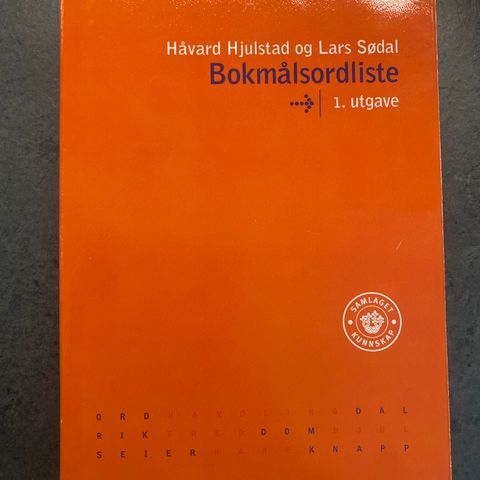 Håvard Hjulstad og Lars Sødal
Bokmålsordliste
1. utgave
SAMLAGET
KUNNSKAP
ORDHANDLINGDAL
RIKFREDDOMHJUL
SEIERHAREKNAPP